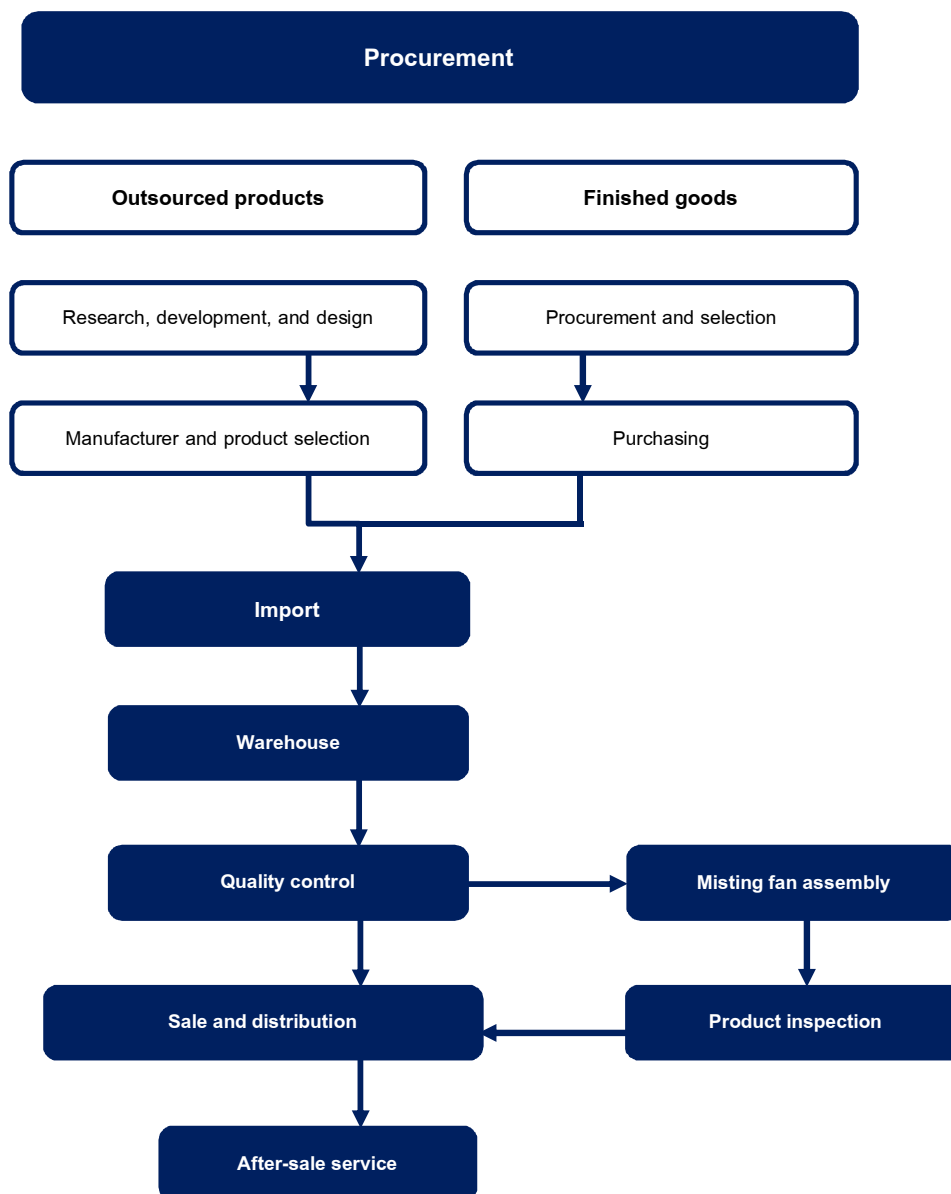 Procurement
Outsourced products
Finished goods
Research, development, and design
Procurement and selection
Manufacturer and product selection
Purchasing
Import
Warehouse
Quality control
Misting fan assembly
Sale and distribution
Product inspection
After-sale service